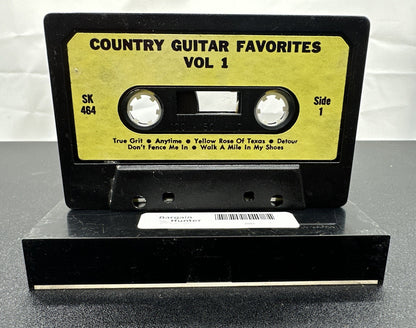 COUNTRY GUITAR FAVORITES
VOL 1
SK
464
Side
1
True Grit • Anytime • Yellow Rose Of Texas • Detour
Don't Fence Me In • Walk A Mile In My Shoes
Bargain
Hunter